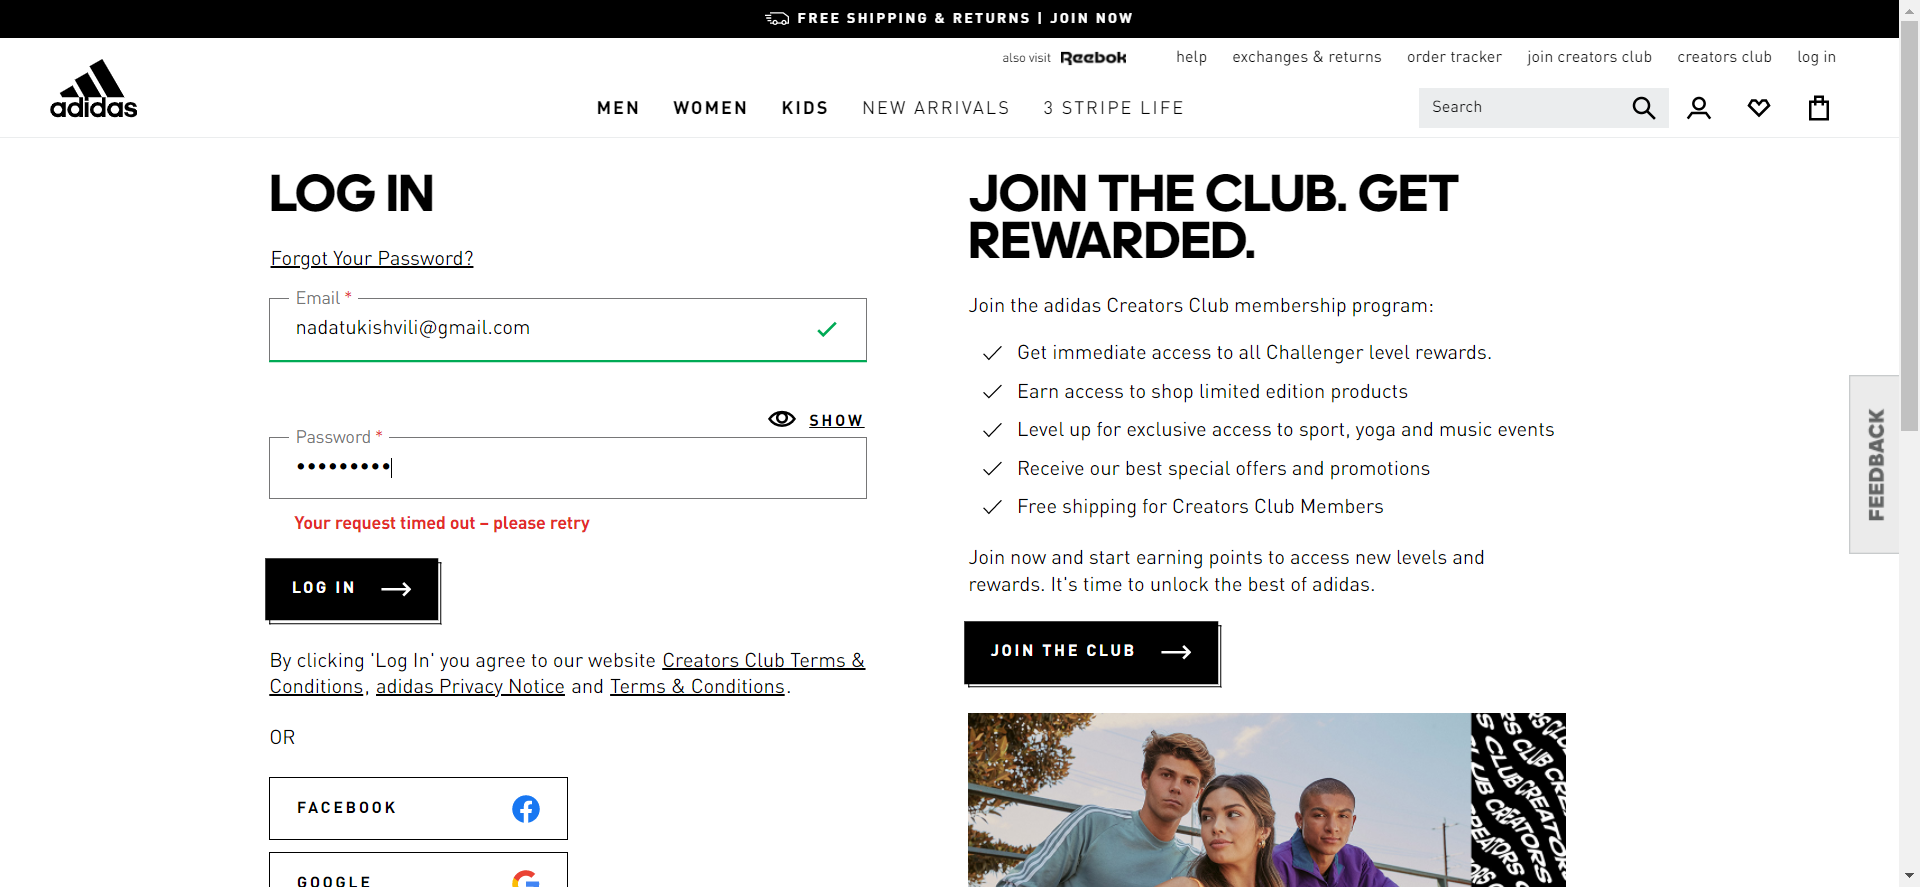 FREE SHIPPING & RETURNS | JOIN NOW
also visit Reebok help exchanges & returns order tracker join creators club creators club log in
adidas
MEN WOMEN KIDS NEW ARRIVALS 3 STRIPE LIFE Search
LOG IN
Forgot Your Password?
Email *
nadatukishvili@gmail.com
SHOW
Password *
Your request timed out – please retry
LOG IN
By clicking 'Log In' you agree to our website Creators Club Terms &
Conditions, adidas Privacy Notice and Terms & Conditions.
OR
FACEBOOK
GOOGLE
JOIN THE CLUB. GET
REWARDED.
Join the adidas Creators Club membership program:
Get immediate access to all Challenger level rewards.
Earn access to shop limited edition products
Level up for exclusive access to sport, yoga and music events
Receive our best special offers and promotions
Free shipping for Creators Club Members
Join now and start earning points to access new levels and
rewards. It's time to unlock the best of adidas.
JOIN THE CLUB
FEEDBACK